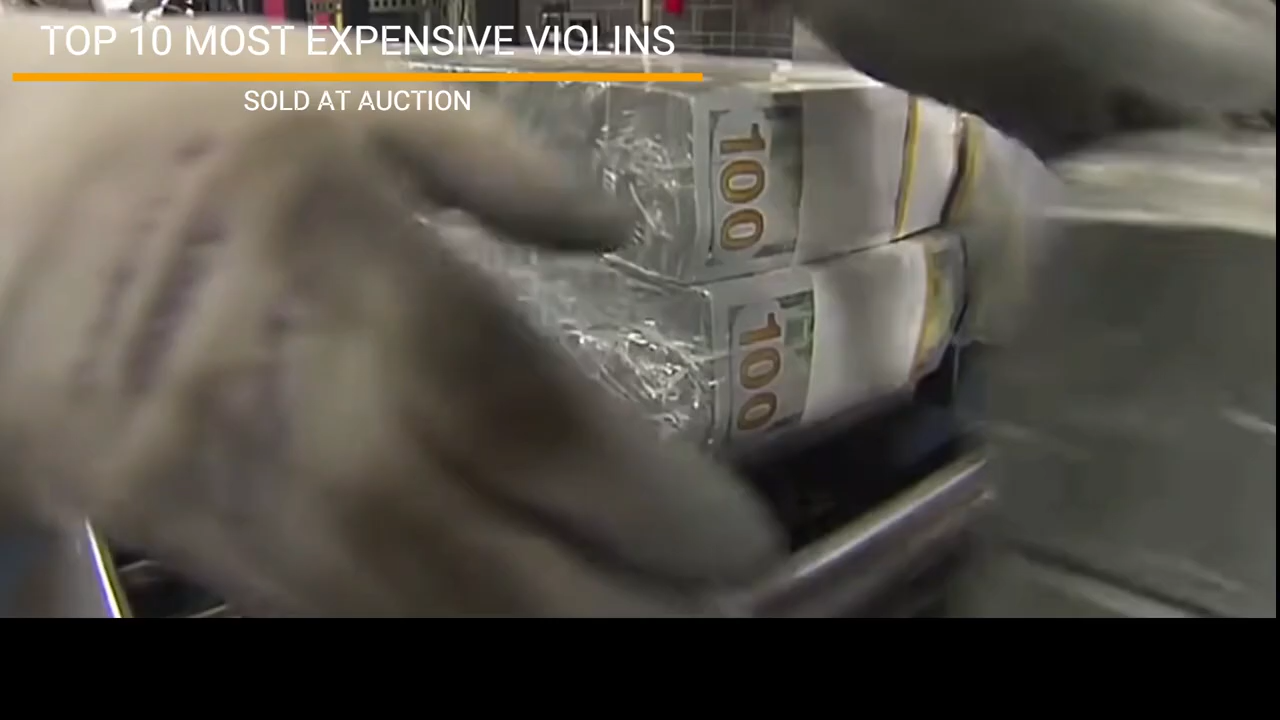 TOP 10 MOST EXPENSIVE VIOLINS
SOLD AT AUCTION
100
100